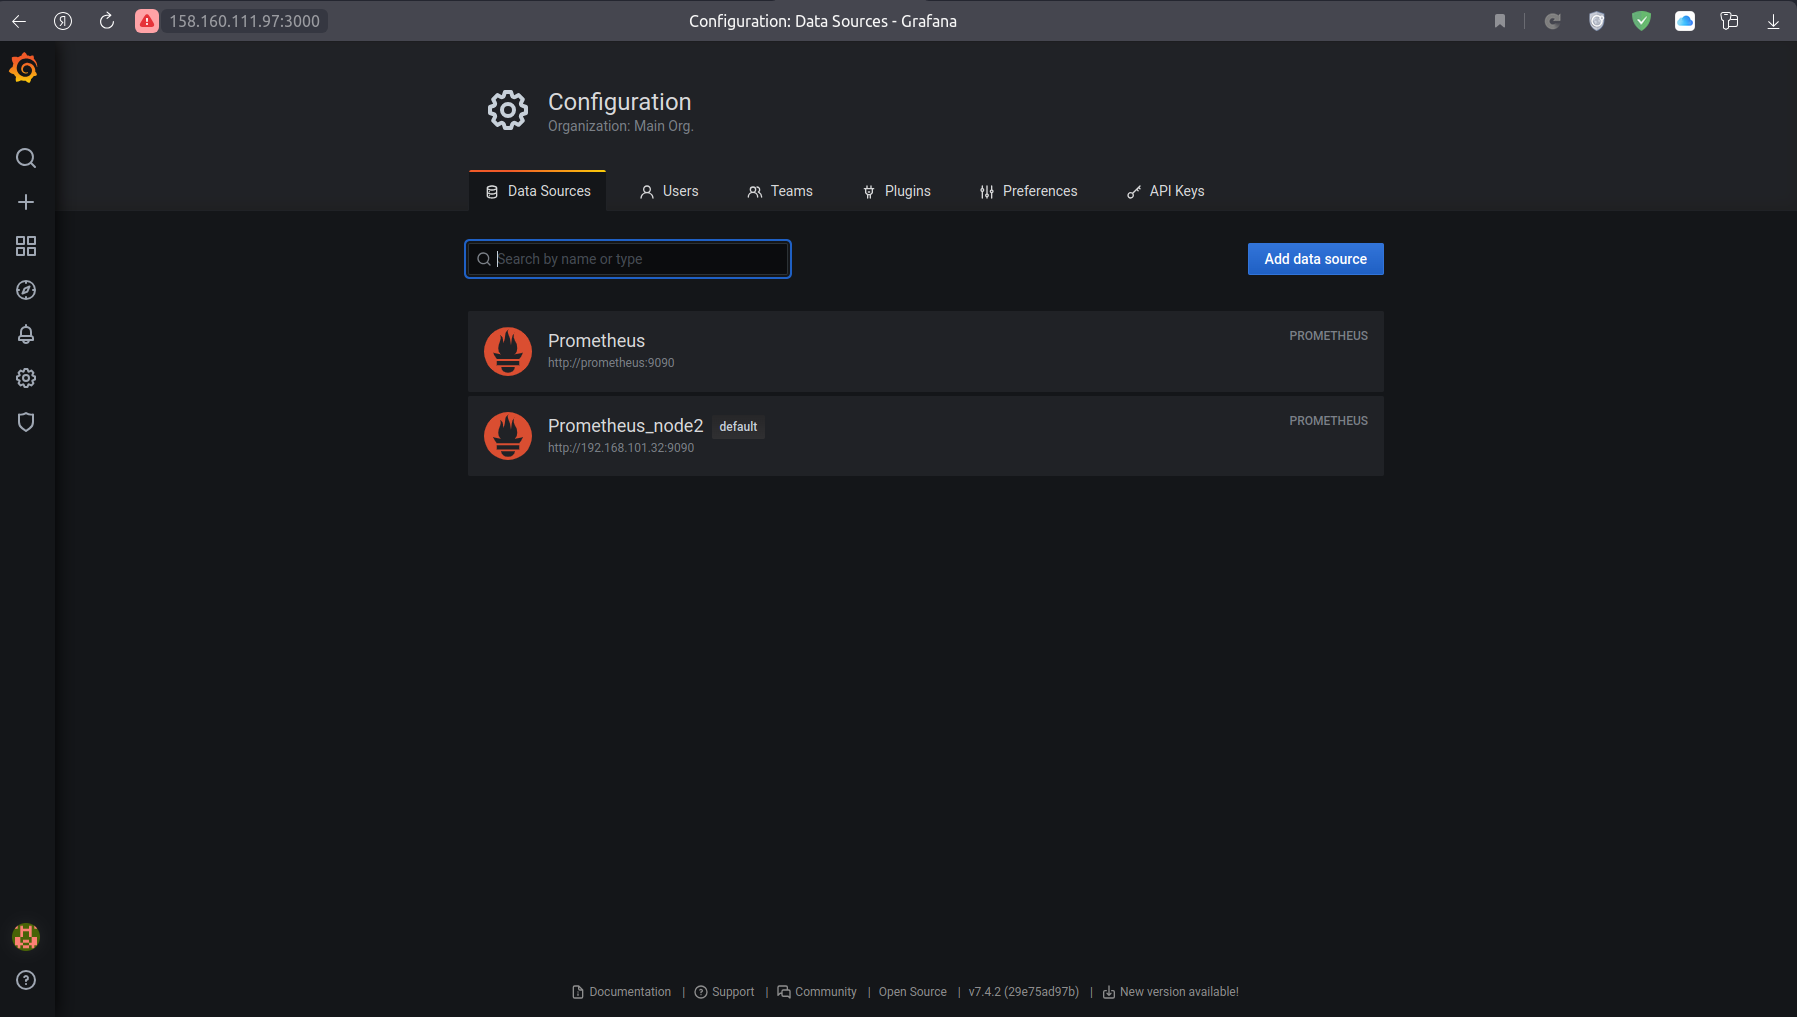 158.160.111.97:3000 Configuration: Data Sources - Grafana
Configuration
Organization: Main Org.
Data Sources Users Teams Plugins Preferences API Keys
Search by name or type Add data source
Prometheus PROMETHEUS
http://prometheus:9090
Prometheus_node2 default PROMETHEUS
http://192.168.101.32:9090
Documentation | Support | Community | Open Source | v7.4.2 (29e75ad97b) | New version available!